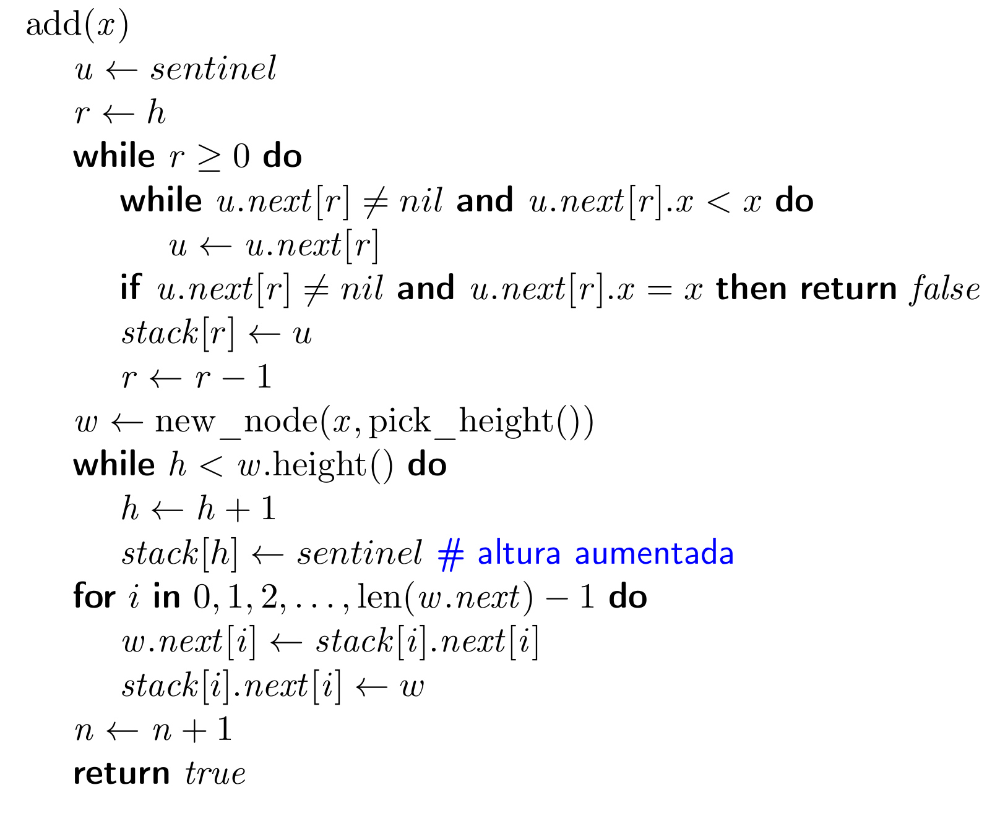 add(x)
u ← sentinel
r ← h
while r ≥ 0 do
while u.next[r] ≠ nil and u.next[r].x < x do
u ← u.next[r]
if u.next[r] ≠ nil and u.next[r].x = x then return false
stack[r] ← u
r ← r − 1
w ← new_node(x, pick_height())
while h < w.height() do
h ← h + 1
stack[h] ← sentinel # altura aumentada
for i in 0, 1, 2, . . . , len(w.next) − 1 do
w.next[i] ← stack[i].next[i]
stack[i].next[i] ← w
n ← n + 1
return true